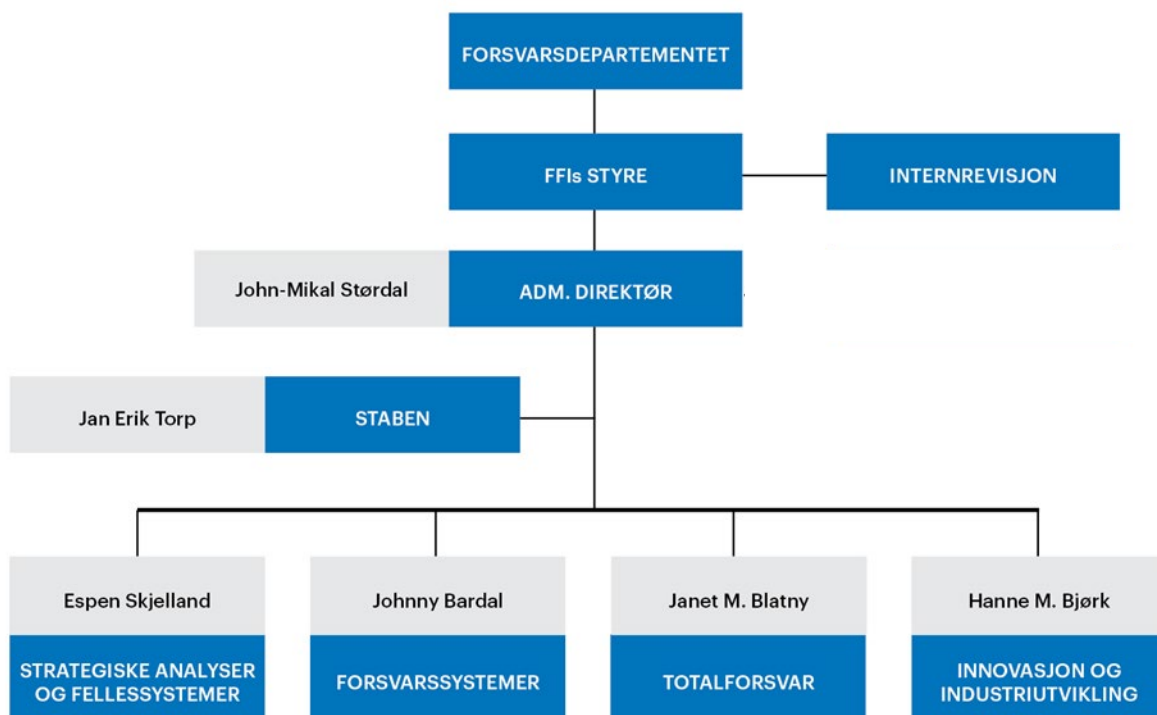 FORSVARSDEPARTEMENTET
FFIs STYRE
INTERNREVISJON
John-Mikal Størdal
ADM. DIREKTØR
Jan Erik Torp
STABEN
Espen Skjelland
Johnny Bardal
Janet M. Blatny
Hanne M. Bjørk
STRATEGISKE ANALYSER
OG FELLESSYSTEMER
FORSVARSSYSTEMER
TOTALFORSVAR
INNOVASJON OG
INDUSTRIUTVIKLING